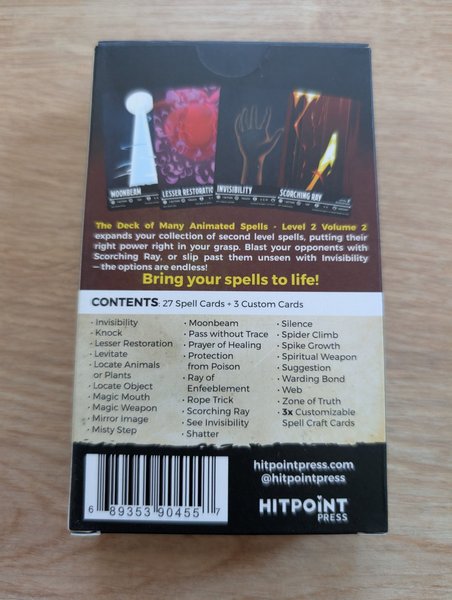 MOONBEAM
LESSER RESTORATIO
INVISIBILITY
SCORCHING RAY
The Deck of Many Animated Spells - Level 2 Volume 2
expands your collection of second level spells, putting their
right power right in your grasp. Blast your opponents with
Scorching Ray, or slip past them unseen with Invisibility
— the options are endless!
Bring your spells to life!
CONTENTS: 27 Spell Cards + 3 Custom Cards
• Invisibility
• Knock
• Lesser Restoration
• Levitate
• Locate Animals
or Plants
• Locate Object
• Magic Mouth
• Magic Weapon
• Mirror Image
• Misty Step
• Moonbeam
• Pass without Trace
• Prayer of Healing
• Protection
from Poison
• Ray of
Enfeeblement
• Rope Trick
• Scorching Ray
• See Invisibility
• Shatter
• Silence
• Spider Climb
• Spike Growth
• Spiritual Weapon
• Suggestion
• Warding Bond
• Web
• Zone of Truth
• 3x Customizable
Spell Craft Cards
hitpointpress.com
@hitpointpress
HITPOINT
PRESS
6 89353 90455 7